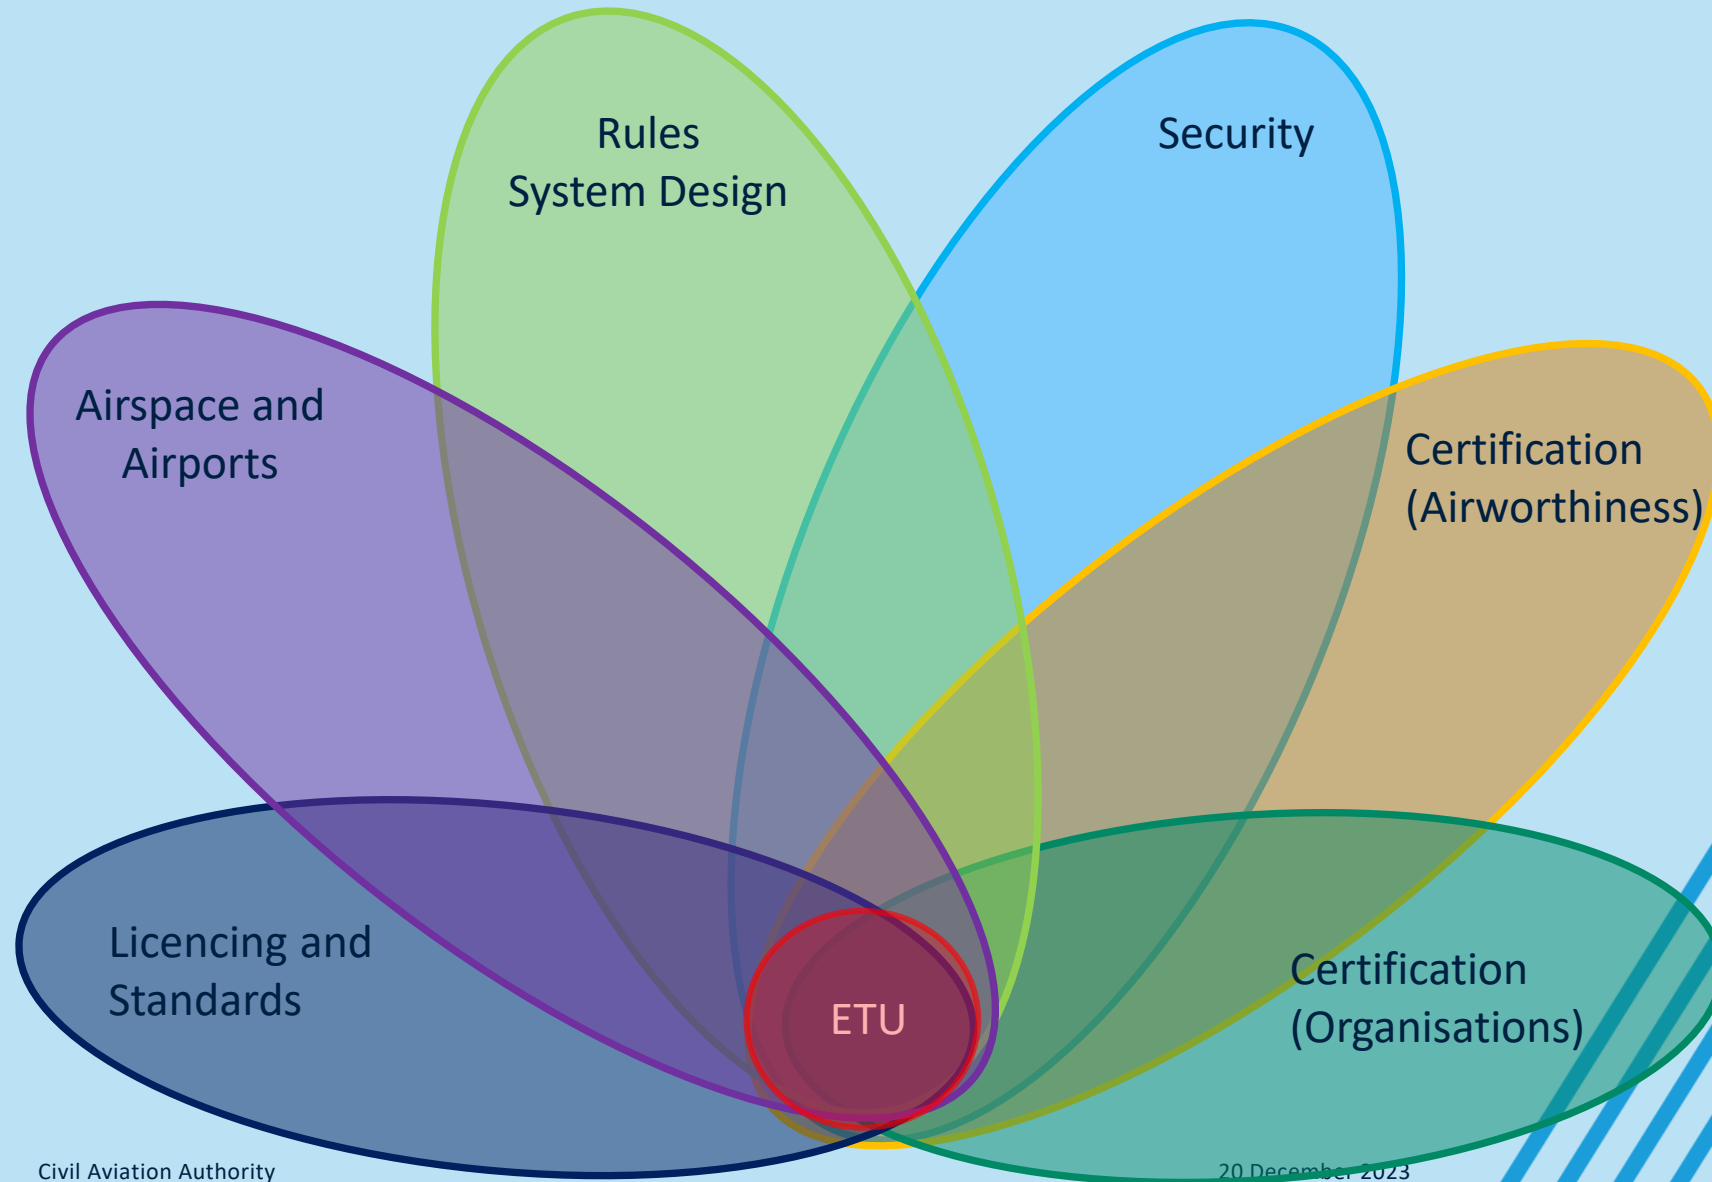 Rules
System Design
Security
Airspace and
Airports
Certification
(Airworthiness)
Licencing and
Standards
ETU
Certification
(Organisations)
Civil Aviation Authority
20 December 2023